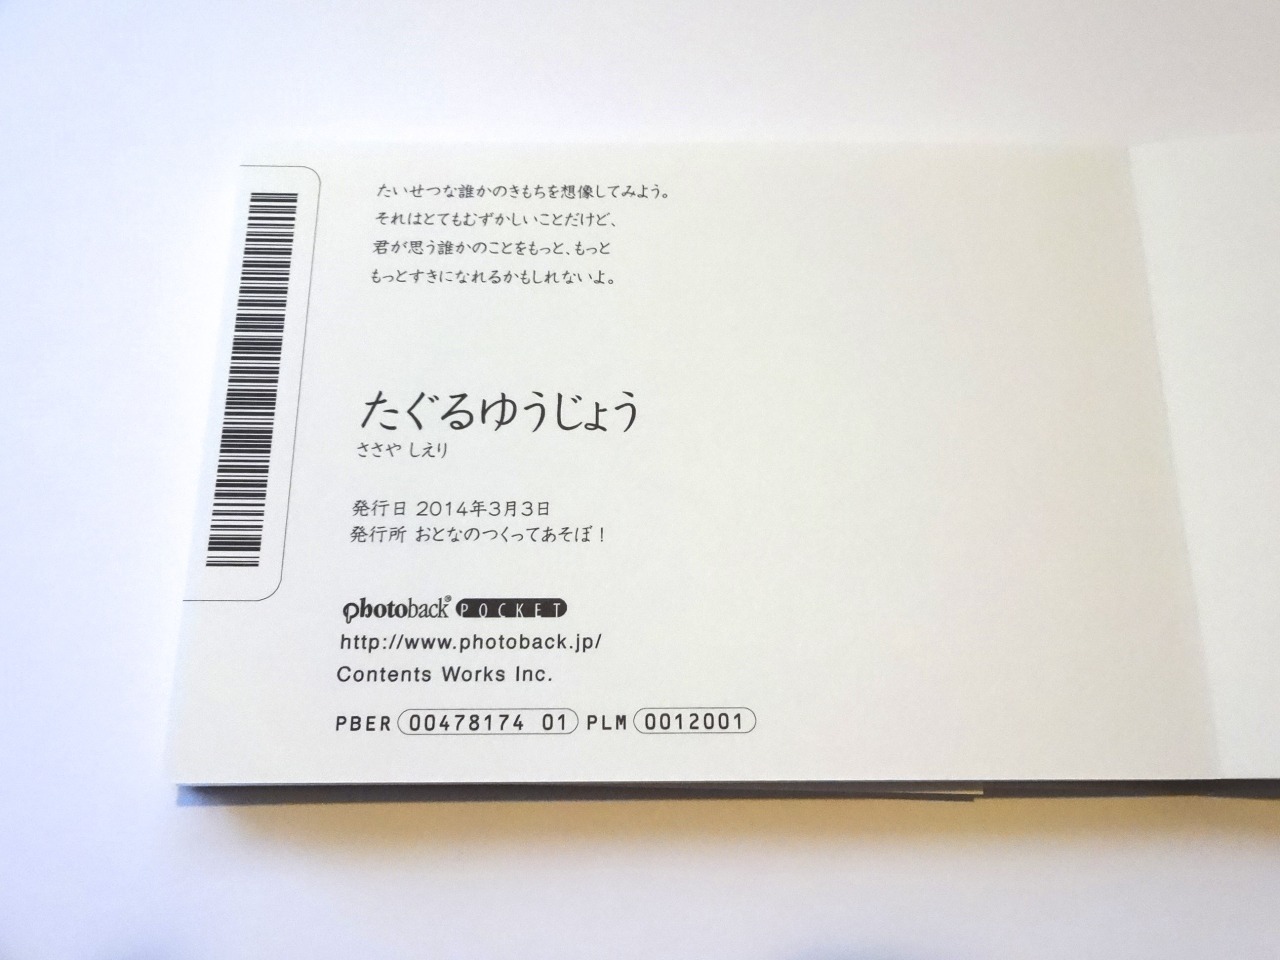 たいせつな誰かのきもちを想像してみよう。
それはとてもむずかしいことだけど、
君が思う誰かのことをもっと、もっと
もっとすきになれるかもしれないよ。
たぐるゆうじょう
ささや しえり
発行日 2014年3月3日
発行所 おとなのつくってあそぼ！
photoback® POCKET
http://www.photoback.jp/
Contents Works Inc.
PBER 00478174 01 PLM 0012001